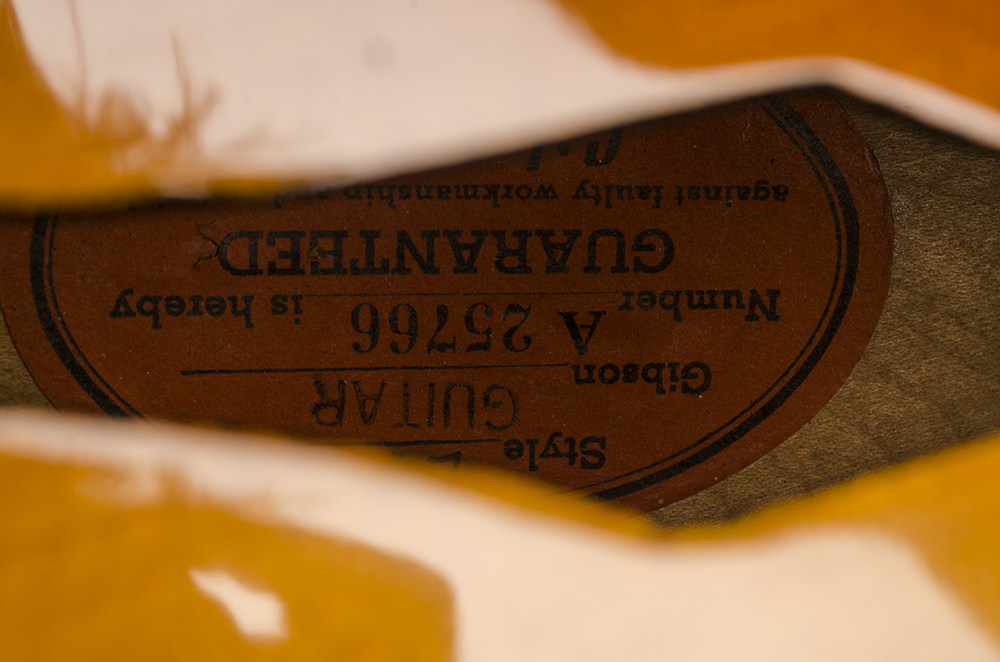 Style
GUITAR
Gibson
Number A 25766 is hereby
GUARANTEED
against faulty workmanship and